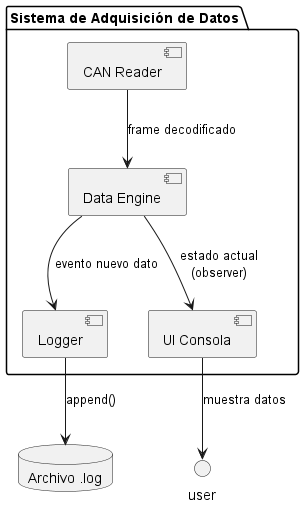 Sistema de Adquisición de Datos
CAN Reader
frame decodificado
Data Engine
evento nuevo dato
estado actual
(observer)
Logger
UI Consola
append()
muestra datos
Archivo .log
user